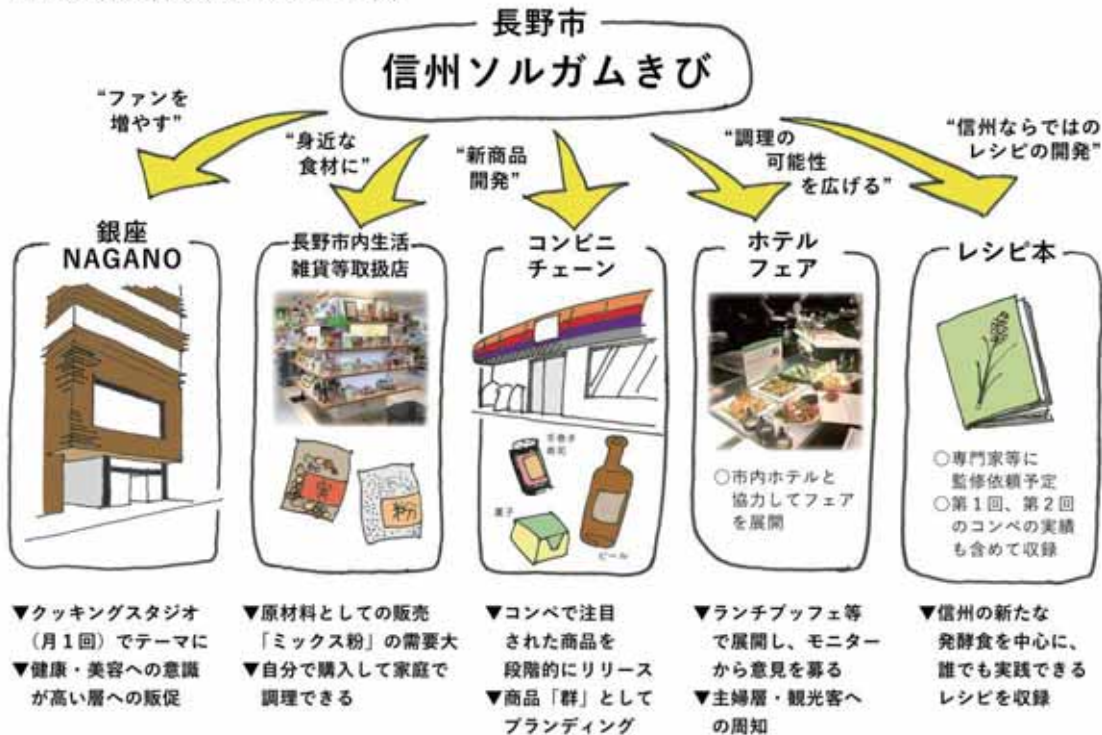 長野市
信州ソルガムきび
“ファンを
増やす”
“身近な
食材に”
“新商品
開発”
“調理の
可能性
を広げる”
“信州ならではの
レシピの開発”
銀座
NAGANO
長野市内生活
雑貨等取扱店
実
粉
コンビニ
チェーン
手巻き
寿司
菓子
ビール
ホテル
フェア
○市内ホテルと
協力してフェア
を展開
レシピ本
○専門家等に
監修依頼予定
○第1回、第2回
のコンペの実績
も含めて収録
▼クッキングスタジオ
(月1回)でテーマに
▼健康・美容への意識
が高い層への販促
▼原材料としての販売
「ミックス粉」の需要大
▼自分で購入して家庭で
調理できる
▼コンペで注目
された商品を
段階的にリリース
▼商品「群」として
ブランディング
▼ランチブッフェ等
で展開し、モニター
から意見を募る
▼主婦層・観光客へ
の周知
▼信州の新たな
発酵食を中心に、
誰でも実践できる
レシピを収録